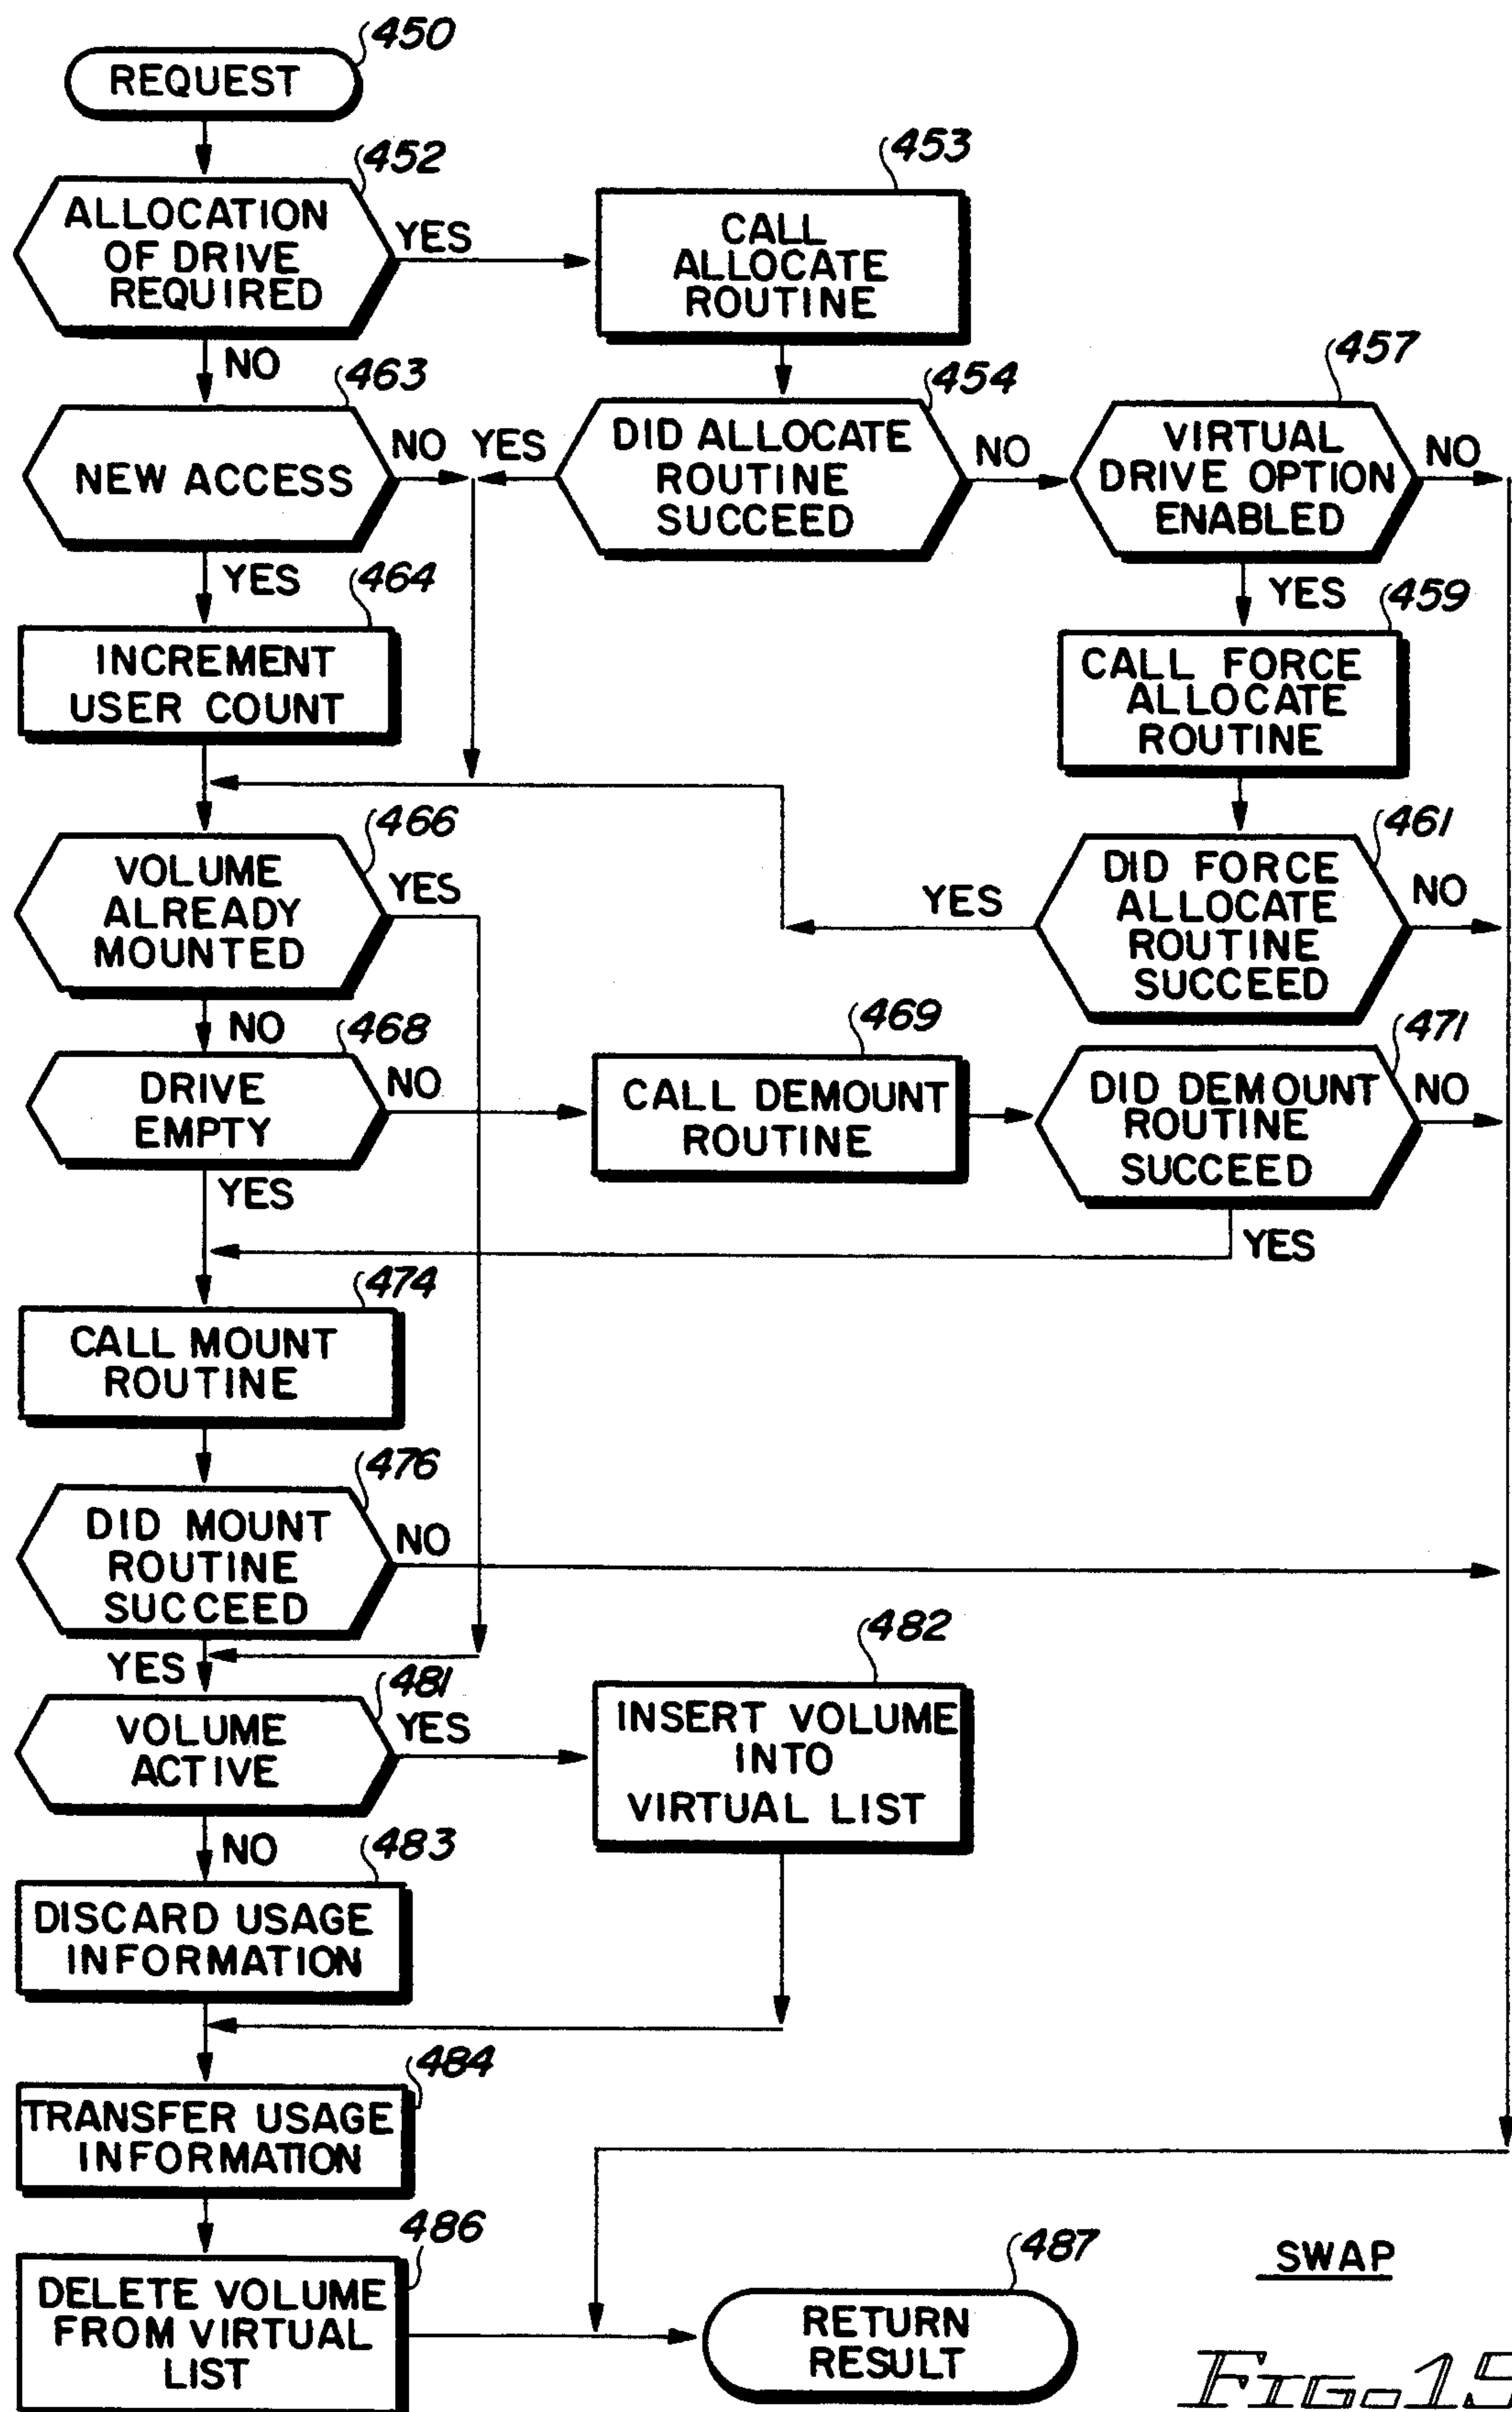 450
REQUEST
452
ALLOCATION
OF DRIVE
REQUIRED
YES
453
CALL
ALLOCATE
ROUTINE
NO
463
NEW ACCESS
NO
YES
454
DID ALLOCATE
ROUTINE
SUCCEED
NO
457
VIRTUAL
DRIVE OPTION
ENABLED
NO
YES
464
INCREMENT
USER COUNT
YES
459
CALL FORCE
ALLOCATE
ROUTINE
466
VOLUME
ALREADY
MOUNTED
YES
YES
461
DID FORCE
ALLOCATE
ROUTINE
SUCCEED
NO
NO
468
DRIVE
EMPTY
NO
469
CALL DEMOUNT
ROUTINE
471
DID DEMOUNT
ROUTINE
SUCCEED
NO
YES
YES
474
CALL MOUNT
ROUTINE
476
DID MOUNT
ROUTINE
SUCCEED
NO
YES
481
VOLUME
ACTIVE
YES
482
INSERT VOLUME
INTO
VIRTUAL LIST
NO
483
DISCARD USAGE
INFORMATION
484
TRANSFER USAGE
INFORMATION
486
DELETE VOLUME
FROM VIRTUAL
LIST
487
RETURN
RESULT
SWAP
FIG. 15